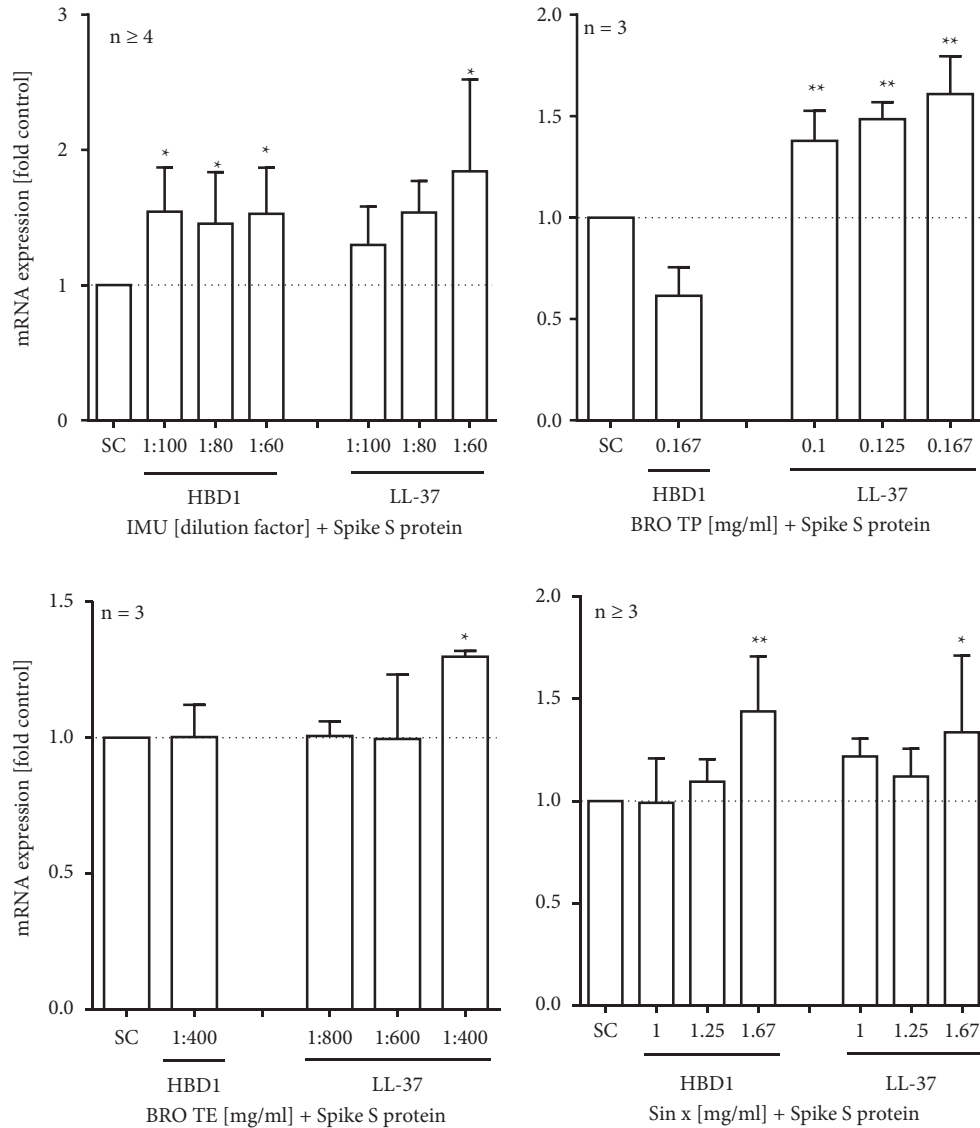 3
2
1
0
mRNA expression [fold control]
n ≥ 4
*
*
*
*
SC 1:100 1:80 1:60 1:100 1:80 1:60
HBD1 LL-37
IMU [dilution factor] + Spike S protein
2.0
1.5
1.0
0.5
0.0
n = 3
**
**
**
SC 0.167 0.1 0.125 0.167
HBD1 LL-37
BRO TP [mg/ml] + Spike S protein
1.5
1.0
0.5
0.0
mRNA expression [fold control]
n = 3
*
SC 1:400 1:800 1:600 1:400
HBD1 LL-37
BRO TE [mg/ml] + Spike S protein
2.0
1.5
1.0
0.5
0.0
n ≥ 3
**
*
SC 1 1.25 1.67 1 1.25 1.67
HBD1 LL-37
Sin x [mg/ml] + Spike S protein